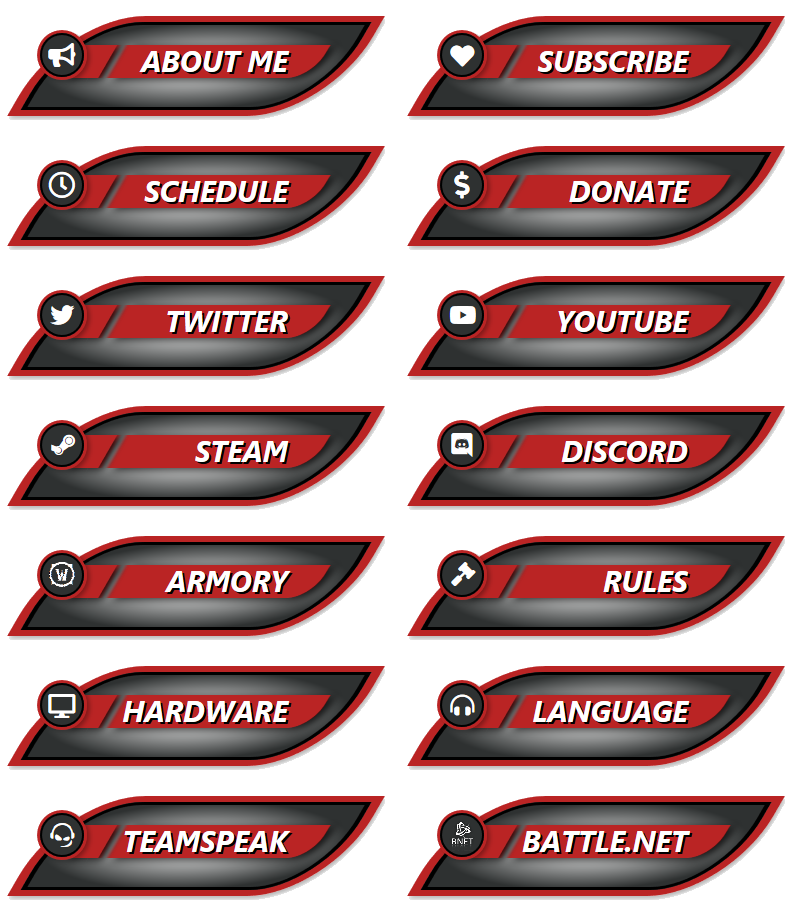 ABOUT ME
SUBSCRIBE
SCHEDULE
DONATE
TWITTER
YOUTUBE
STEAM
DISCORD
W
ARMORY
RULES
HARDWARE
LANGUAGE
TEAMSPEAK
BNET
BATTLE.NET